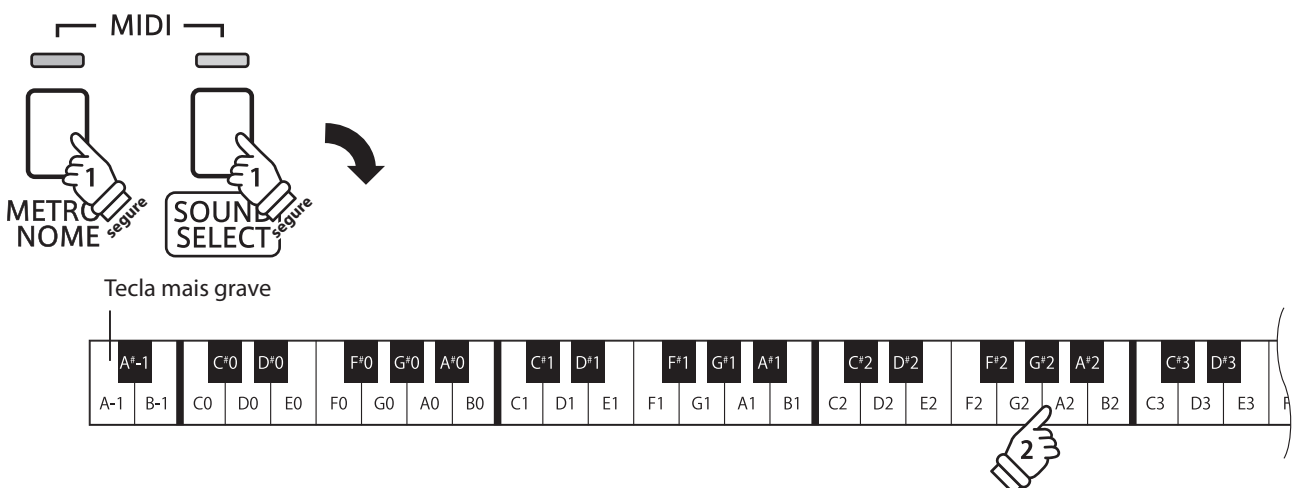 MIDI
1 1
METRO
NOME
segure
SOUND
SELECT
segure
Tecla mais grave
A#-1 C#0 D#0 F#0 G#0 A#0 C#1 D#1 F#1 G#1 A#1 C#2 D#2 F#2 G#2 A#2 C#3 D#3
A-1 B-1 C0 D0 E0 F0 G0 A0 B0 C1 D1 E1 F1 G1 A1 B1 C2 D2 E2 F2 G2 A2 B2 C3 D3 E3
2